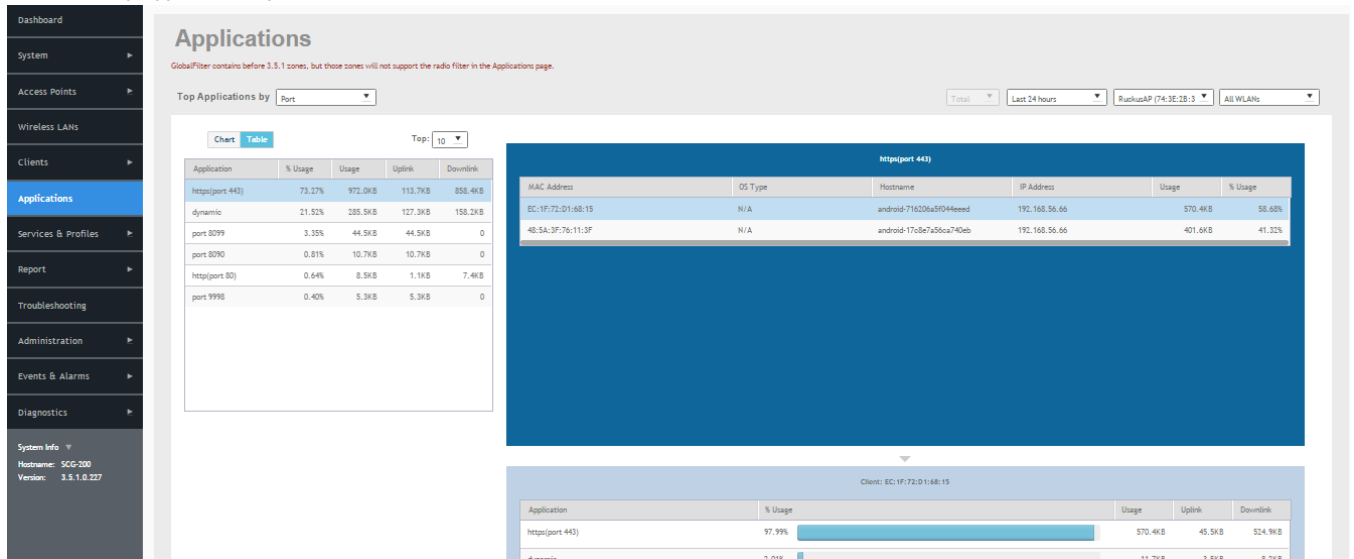 Dashboard
System
Access Points
Wireless LANs
Clients
Applications
Services & Profiles
Report
Troubleshooting
Administration
Events & Alarms
Diagnostics
System Info
Hostname: SCG-200
Version: 3.5.1.0.227
Applications
GlobalFilter contains before 3.5.1 zones, but those zones will not support the radio filter in the Applications page.
Top Applications by Port Total Last 24 hours RuckusAP (74:3E:2B:3 All WLANs
Chart Table Top: 10
Application % Usage Usage Uplink Downlink
https(port 443) 73.27% 972.0KB 113.7KB 858.4KB
dynamic 21.52% 285.5KB 127.3KB 158.2KB
port 8099 3.35% 44.5KB 44.5KB 0
port 8090 0.81% 10.7KB 10.7KB 0
http(port 80) 0.64% 8.5KB 1.1KB 7.4KB
port 9998 0.40% 5.3KB 5.3KB 0
https(port 443)
MAC Address OS Type Hostname IP Address Usage % Usage
EC:1F:72:D1:68:15 N/A android-716206a5f044eeed 192.168.56.66 570.4KB 58.68%
48:5A:3F:76:11:3F N/A android-17c8e7a56ca740eb 192.168.56.66 401.6KB 41.32%
Client: EC:1F:72:D1:68:15
Application % Usage Usage Uplink Downlink
https(port 443) 97.99% 570.4KB 45.5KB 524.9KB
dynamic 2.01% 11.7KB 3.5KB 8.2KB